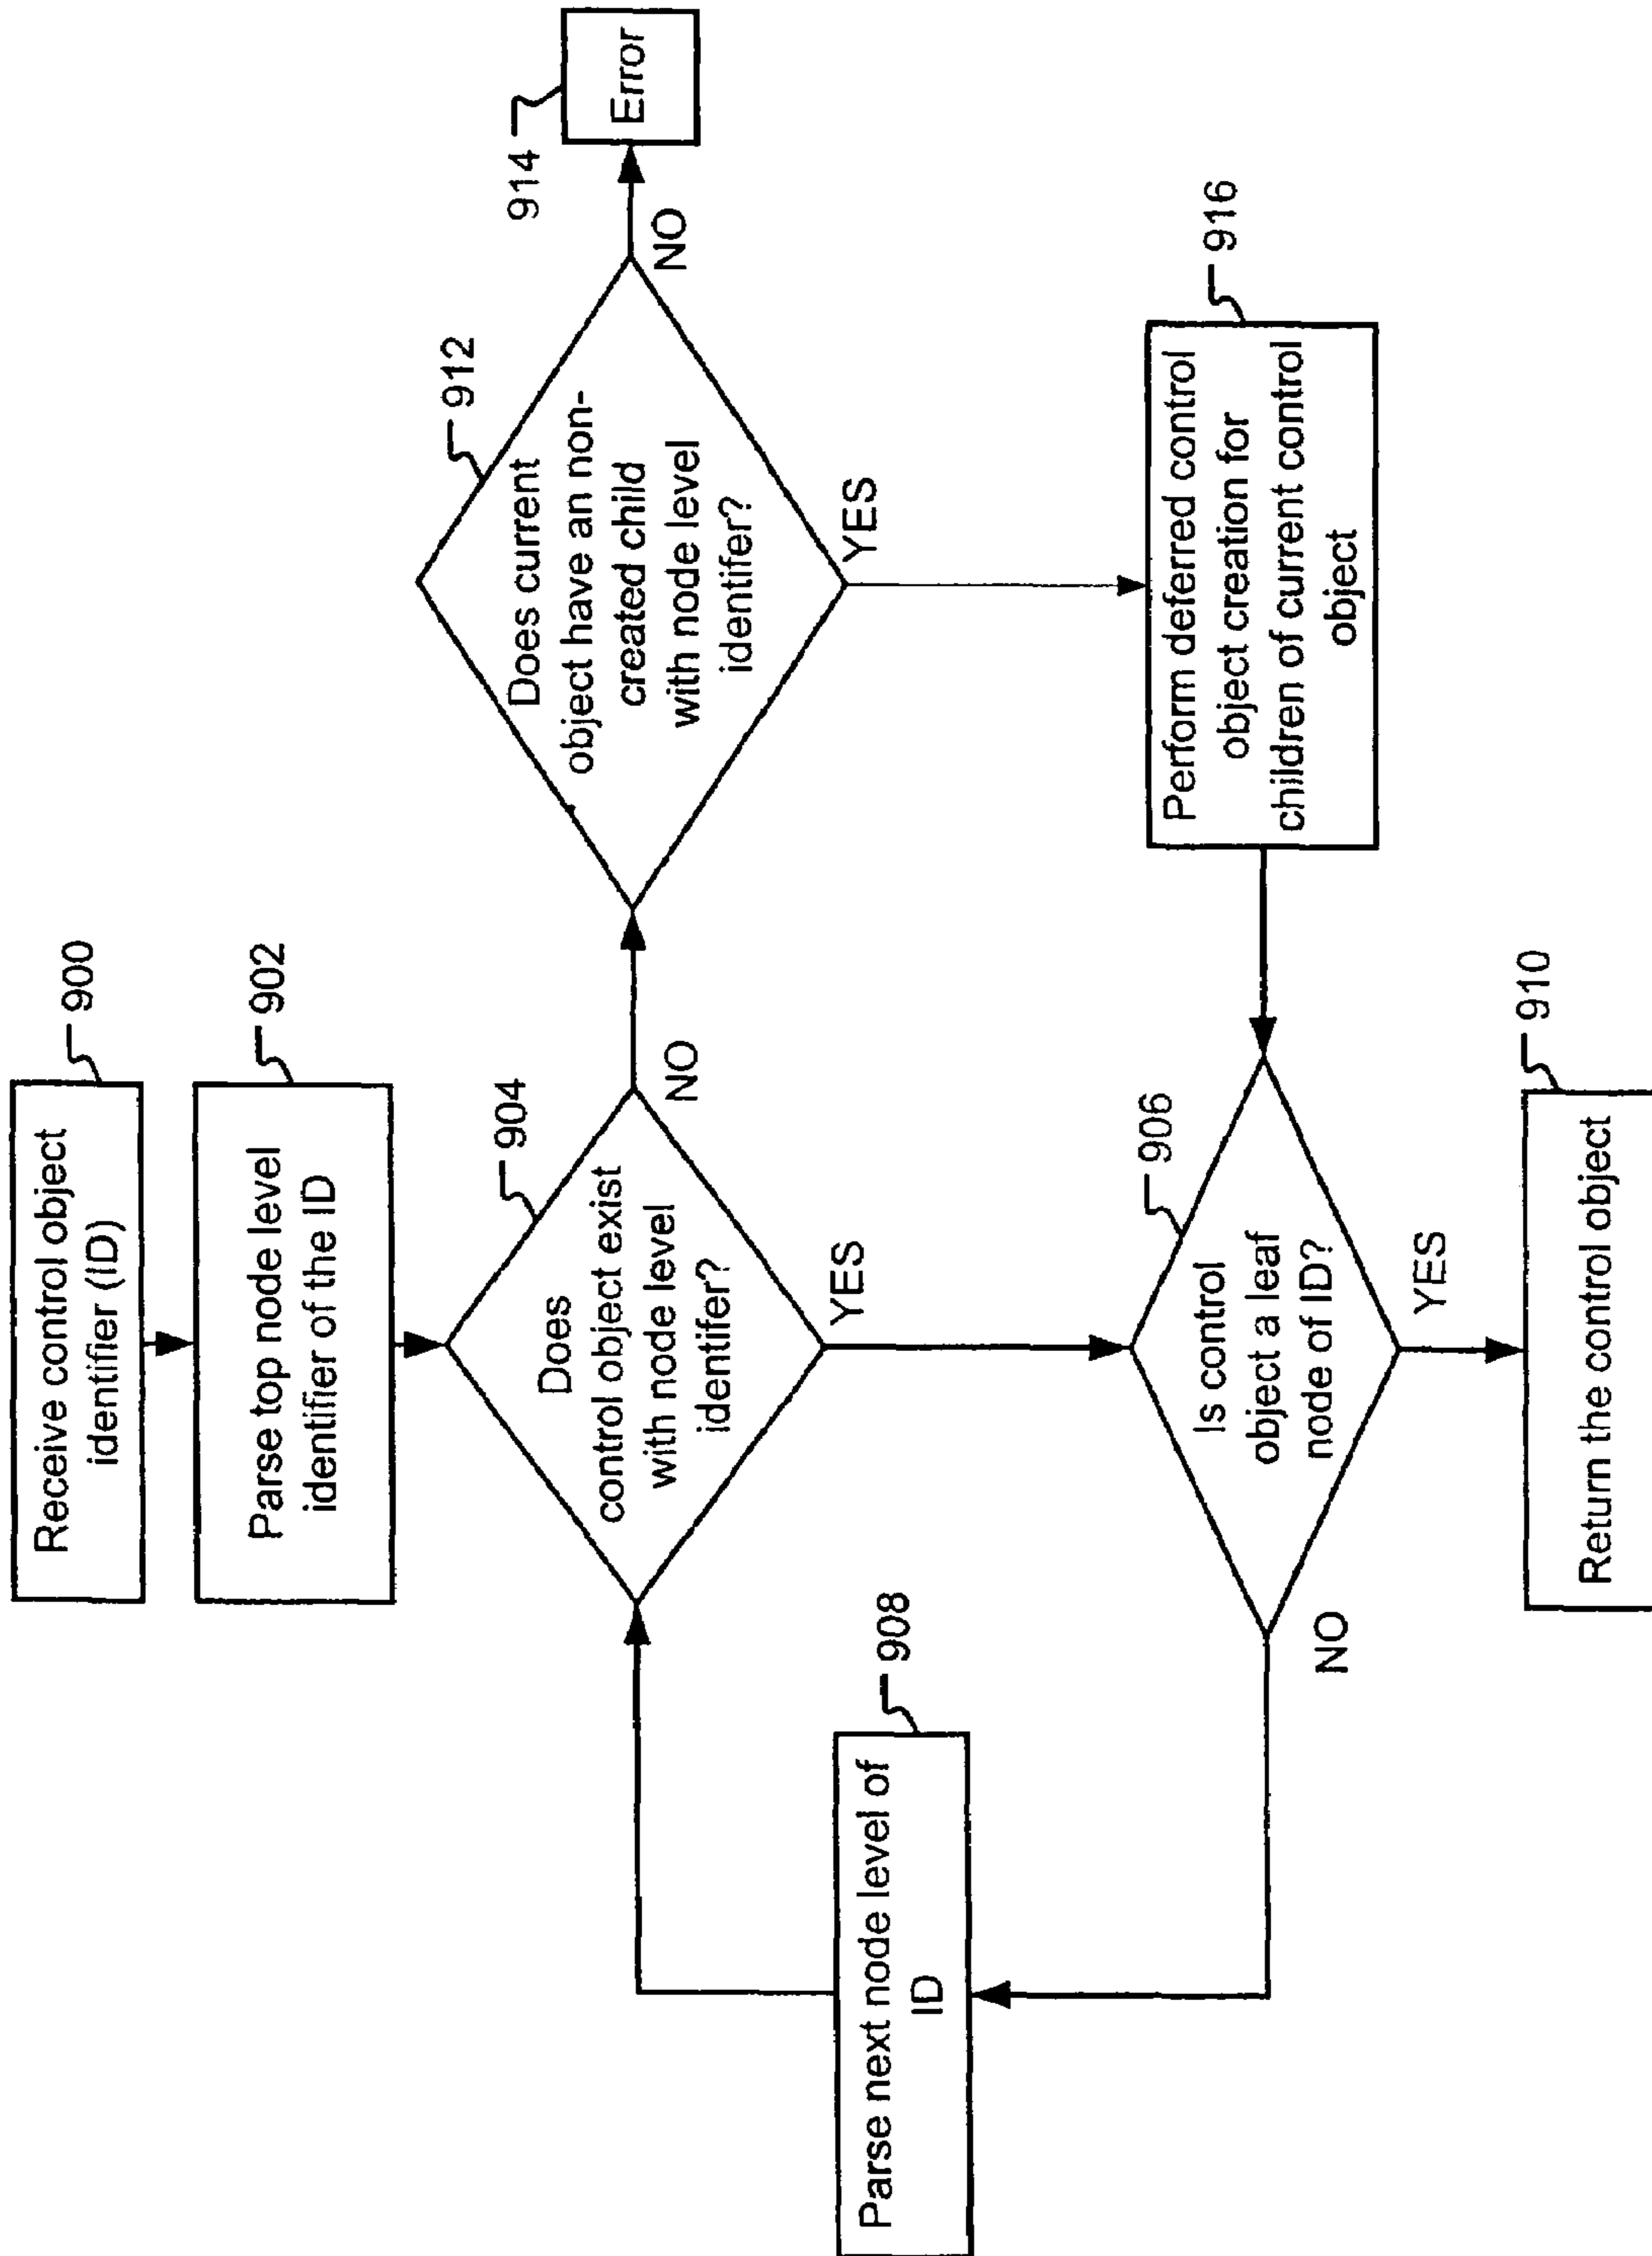 Receive control object
identifier (ID)
900
Parse top node level
identifier of the ID
902
Does
control object exist
with node level
identifer?
904
NO
YES
Does current
object have an non-
created child
with node level
identifer?
912
NO
YES
914
Error
Parse next node level of
ID
908
Is control
object a leaf
node of ID?
906
NO
YES
Perform deferred control
object creation for
children of current control
object
916
Return the control object
910